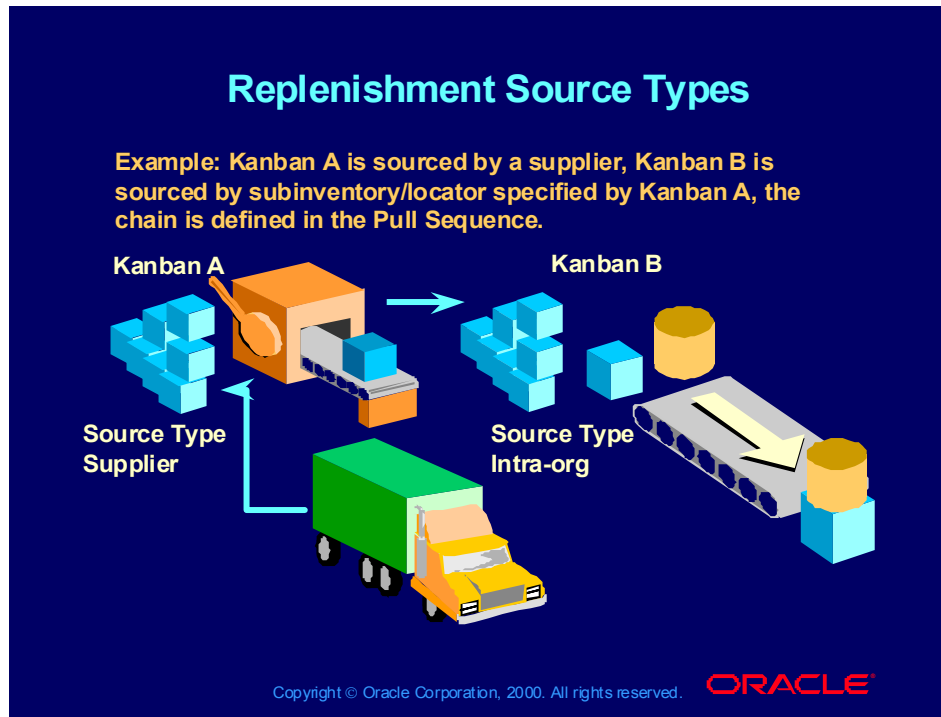 Replenishment Source Types
Example: Kanban A is sourced by a supplier, Kanban B is
sourced by subinventory/locator specified by Kanban A, the
chain is defined in the Pull Sequence.
Kanban A
Kanban B
Source Type
Supplier
Source Type
Intra-org
Copyright © Oracle Corporation, 2000. All rights reserved.
ORACLE®